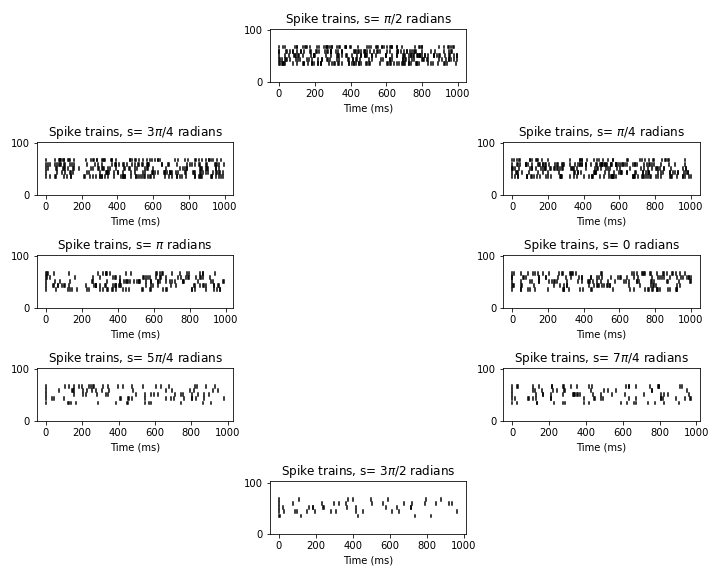 Spike trains, s= π/2 radians
100
0
0 200 400 600 800 1000
Time (ms)
Spike trains, s= 3π/4 radians
100
0
0 200 400 600 800 1000
Time (ms)
Spike trains, s= π/4 radians
100
0
0 200 400 600 800 1000
Time (ms)
Spike trains, s= π radians
100
0
0 200 400 600 800 1000
Time (ms)
Spike trains, s= 0 radians
100
0
0 200 400 600 800 1000
Time (ms)
Spike trains, s= 5π/4 radians
100
0
0 200 400 600 800 1000
Time (ms)
Spike trains, s= 7π/4 radians
100
0
0 200 400 600 800 1000
Time (ms)
Spike trains, s= 3π/2 radians
100
0
0 200 400 600 800 1000
Time (ms)